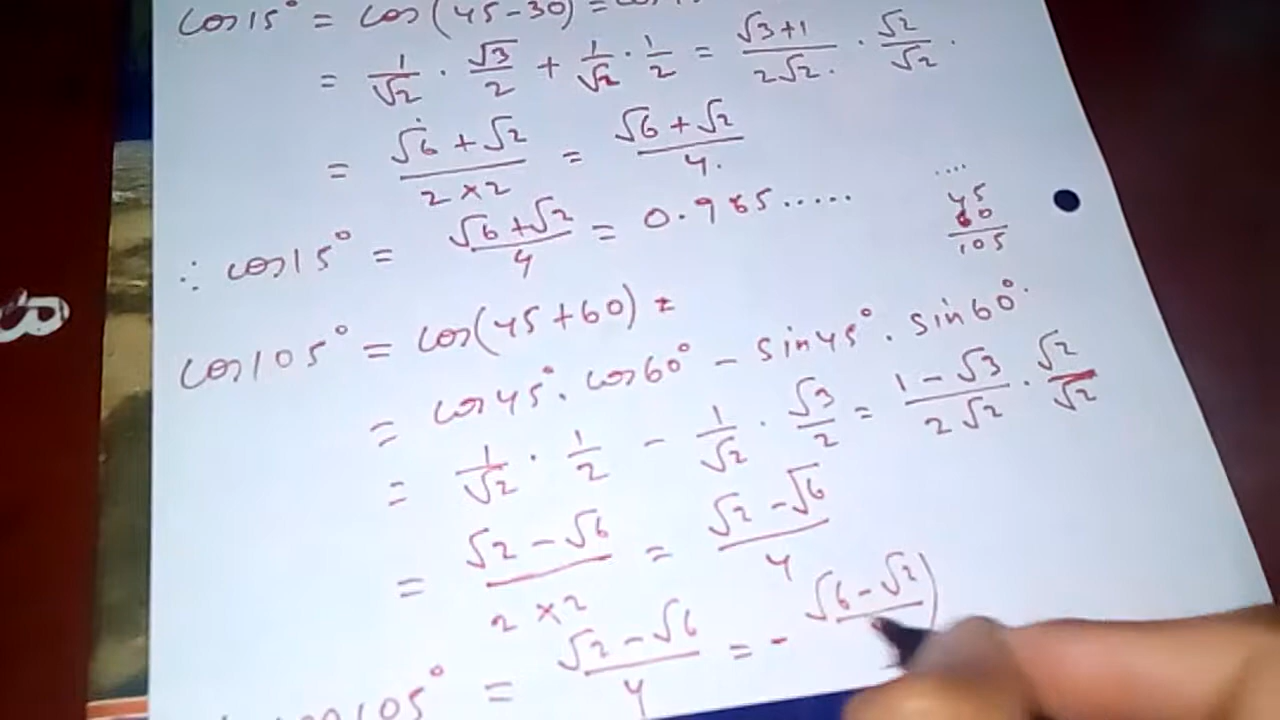 cos15° = cos(45-30) = cos
= 1/√2 · √3/2 + 1/√2 · 1/2 = √3+1/2√2. · √2/√2.
= √6 + √2/2×2 = √6 + √2/4.
∴ cos15° = √6 + √2/4 = 0.965.....
....
45
60
105
cos105° = cos(45+60) =
= cos45°. cos60° - sin45°. sin60°.
= 1/√2 · 1/2 - 1/√2 · √3/2 = 1-√3/2√2 · √2/√2
= √2-√6/2×2 = √2-√6/4
cos105° = √2-√6/4 = - √6-√2)
B